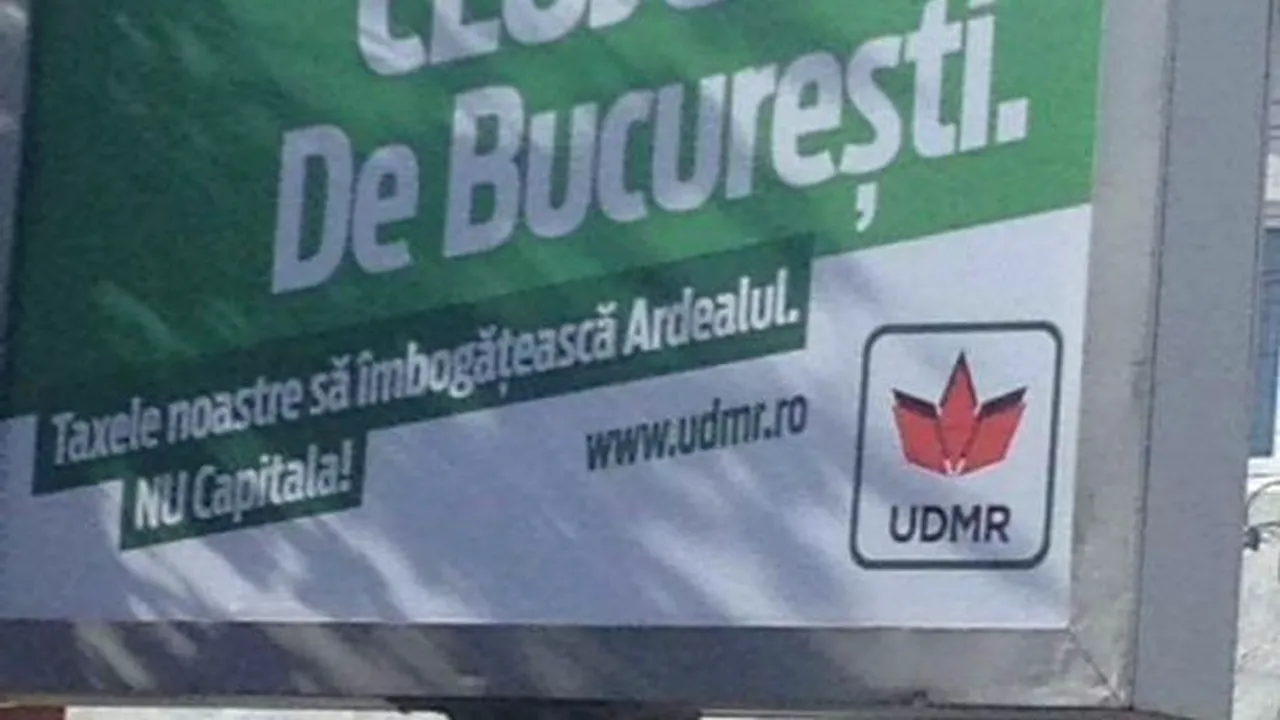 De București.
Taxele noastre să îmbogățească Ardealul.
NU Capitala!
www.udmr.ro
UDMR